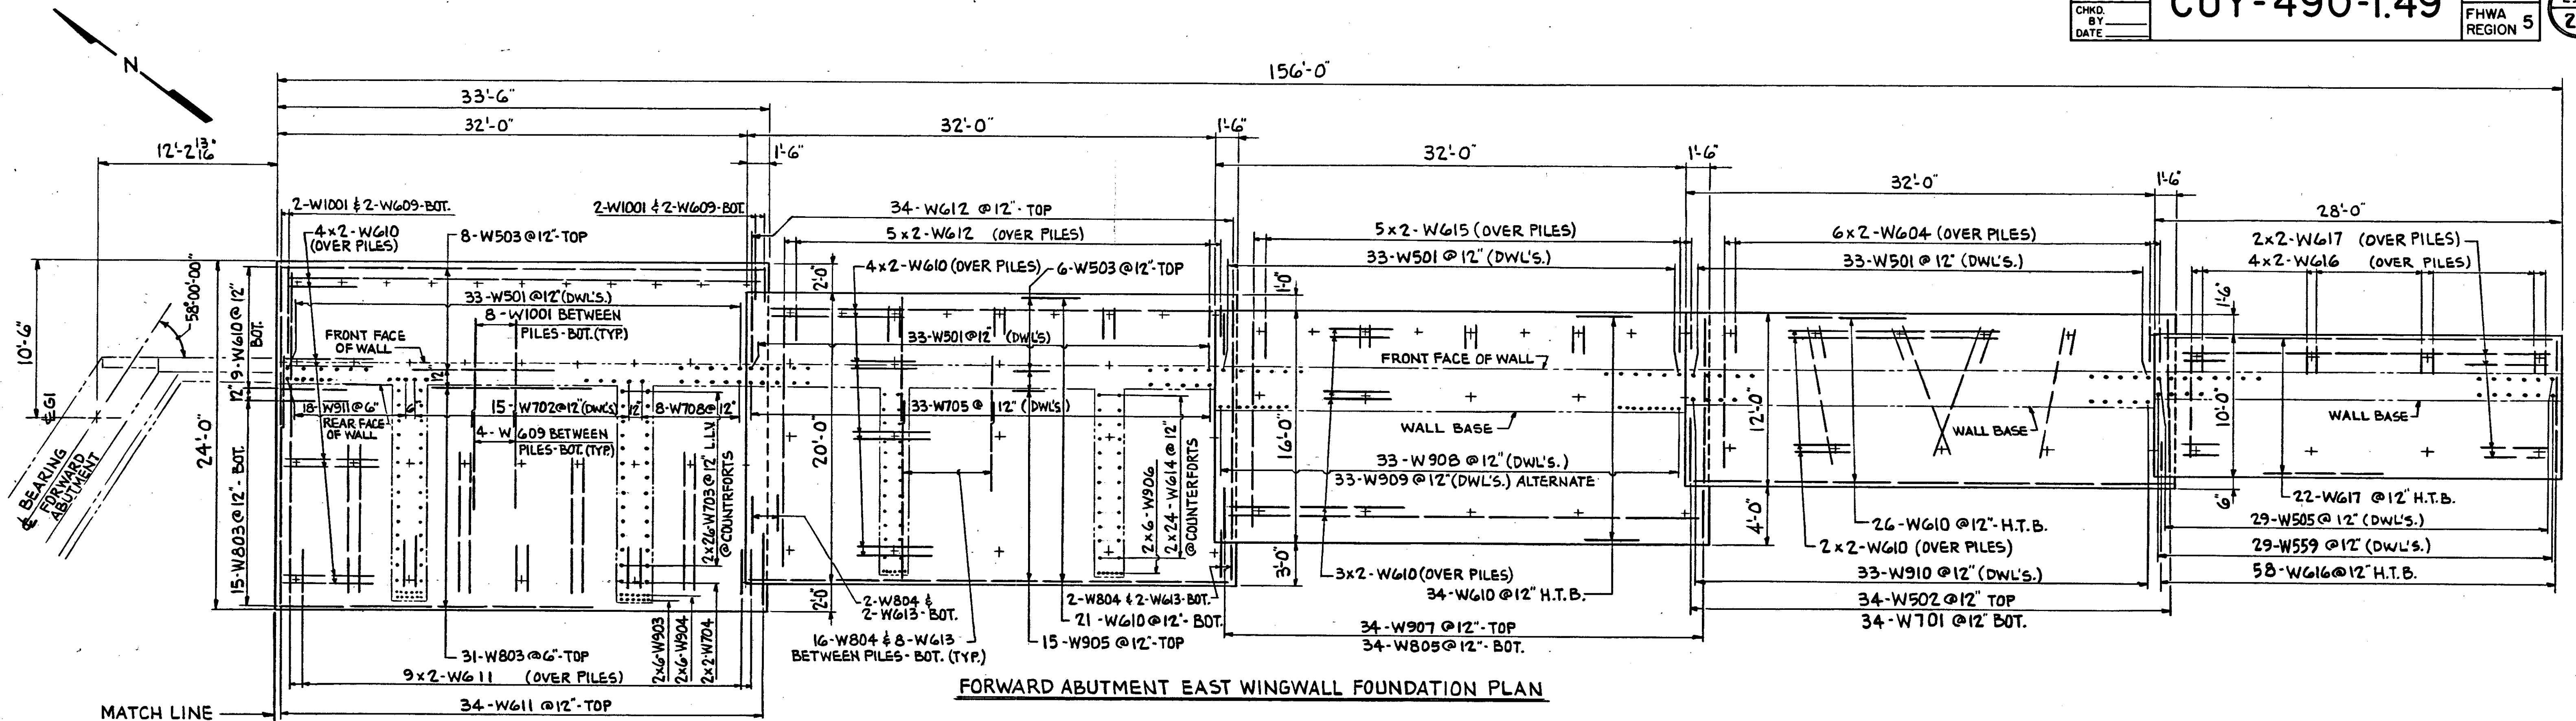 CHKD.
BY
DATE
CUY-490-1.49
FHWA
REGION 5
2
N
156'-0"
33'-6"
32'-0"
32'-0"
1'-6"
12'-2 13/16"
1'-6"
32'-0"
1'-6"
32'-0"
1'-6"
28'-0"
2-W1001 & 2-W609-BOT.
2-W1001 & 2-W609-BOT
34-W612 @12"-TOP
4x2-W610
(OVER PILES)
8-W503@12"-TOP
5x2-W612 (OVER PILES)
5x2-W615 (OVER PILES)
6x2-W604 (OVER PILES)
2x2-W617 (OVER PILES)
4x2-W616 (OVER PILES)
4x2-W610 (OVER PILES)
6-W503@12"-TOP
33-W501 @12" (DWL'S.)
33-W501 @12" (DWL'S.)
10'-6"
58°-00'-00"
9-W610@12"
BOT.
2'-0"
1'-0"
1'-6"
33-W501@12"(DWL'S.)
8-W1001 BETWEEN
PILES-BOT.(TYP.)
FRONT FACE
OF WALL
33-W501@12" (DWL'S)
FRONT FACE OF WALL
12"
12"
℄ G1
18-W911@6"
6"
15-W702@12"(DWL'S)
12"
8-W708@12"
33-W705 @ 12" (DWL'S)
REAR FACE
OF WALL
4-W609 BETWEEN
PILES-BOT.(TYP.)
WALL BASE
WALL BASE
WALL BASE
24'-0"
20'-0"
16'-0"
12'-0"
10'-0"
℄ BEARING
FORWARD
ABUTMENT
15-W803@12"-BOT.
2x26-W703@12" L.L.V.
@COUNTRFORTS
2x6-W906
2x24-W614@12"
@COUNTERFORTS
33-W908 @12"(DWL'S.)
33-W909 @12"(DWL'S.) ALTERNATE
4'-0"
6"
22-W617 @12" H.T.B.
26-W610 @12"-H.T.B.
29-W505@12" (DWL'S.)
2x2-W610 (OVER PILES)
29-W559 @12" (DWL'S.)
3x2-W610(OVER PILES)
33-W910 @12"(DWL'S.)
58-W616@12" H.T.B.
3'-0"
2'-0"
2-W804 &
2-W613-BOT.
2-W804 & 2-W613-BOT.
34-W610 @12" H.T.B.
34-W502@12" TOP
34-W701 @12" BOT.
21-W610@12"-BOT.
16-W804 & 8-W613
BETWEEN PILES-BOT. (TYP.)
15-W905 @12"-TOP
34-W907 @12"-TOP
34-W805@12"-BOT.
2x6-W903
2x6-W904
2x2-W704
31-W803@6"-TOP
9x2-W611 (OVER PILES)
34-W611 @12"-TOP
MATCH LINE
FORWARD ABUTMENT EAST WINGWALL FOUNDATION PLAN